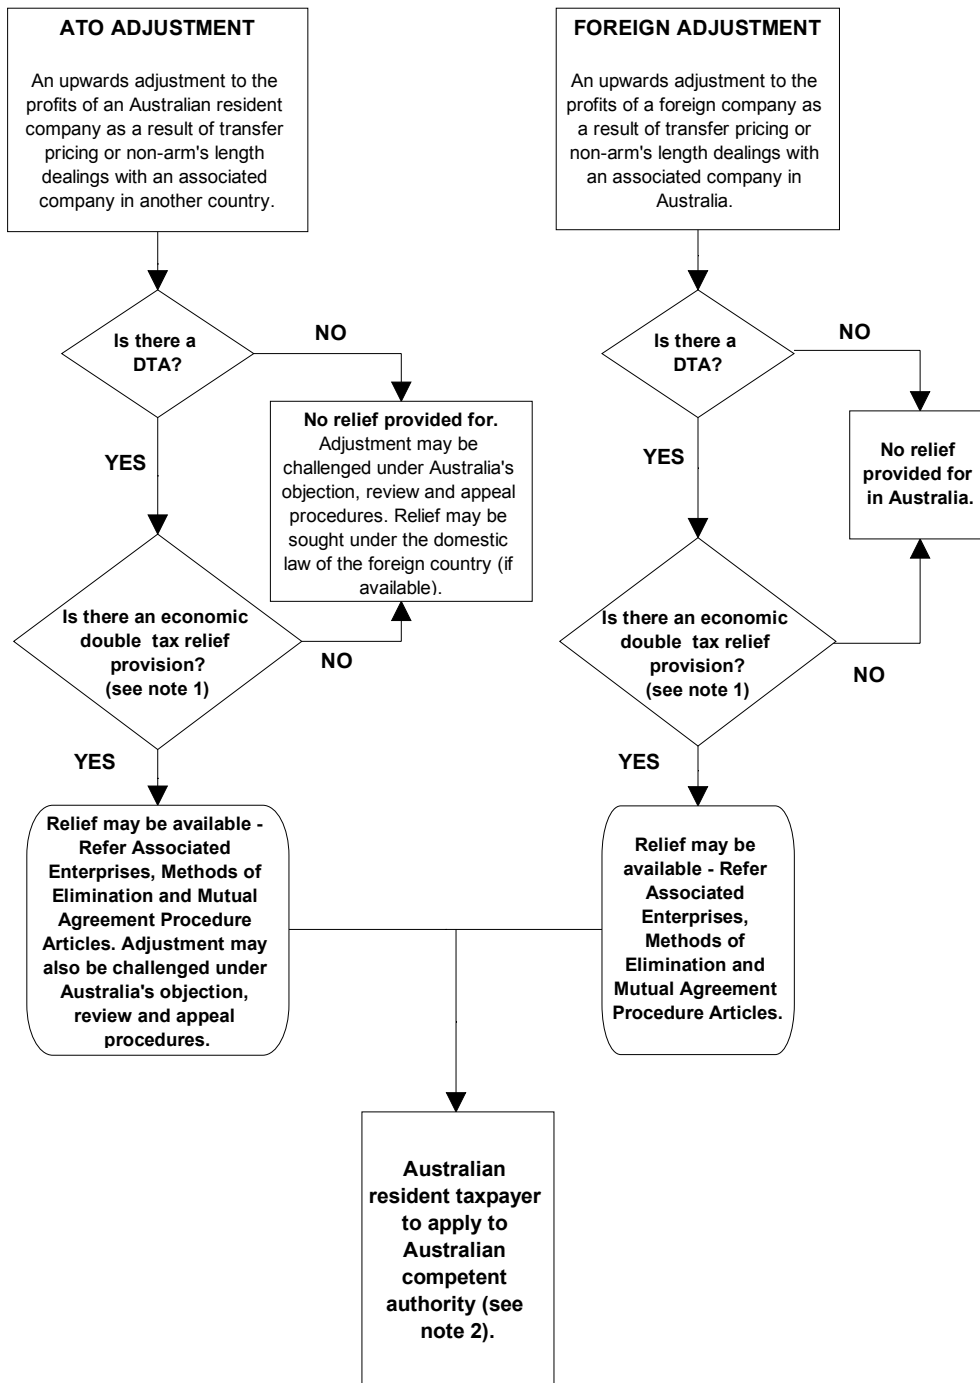 ATO ADJUSTMENT
An upwards adjustment to the
profits of an Australian resident
company as a result of transfer
pricing or non-arm's length
dealings with an associated
company in another country.
FOREIGN ADJUSTMENT
An upwards adjustment to the
profits of a foreign company as
a result of transfer pricing or
non-arm's length dealings with
an associated company in
Australia.
Is there a
DTA?
NO
YES
No relief provided for.
Adjustment may be
challenged under Australia's
objection, review and appeal
procedures. Relief may be
sought under the domestic
law of the foreign country (if
available).
Is there a
DTA?
NO
YES
No relief
provided for
in Australia.
Is there an economic
double tax relief
provision?
(see note 1)
NO
YES
Is there an economic
double tax relief
provision?
(see note 1)
NO
YES
Relief may be available -
Refer Associated
Enterprises, Methods of
Elimination and Mutual
Agreement Procedure
Articles. Adjustment may
also be challenged under
Australia's objection,
review and appeal
procedures.
Relief may be
available - Refer
Associated
Enterprises,
Methods of
Elimination and
Mutual Agreement
Procedure Articles.
Australian
resident taxpayer
to apply to
Australian
competent
authority (see
note 2).